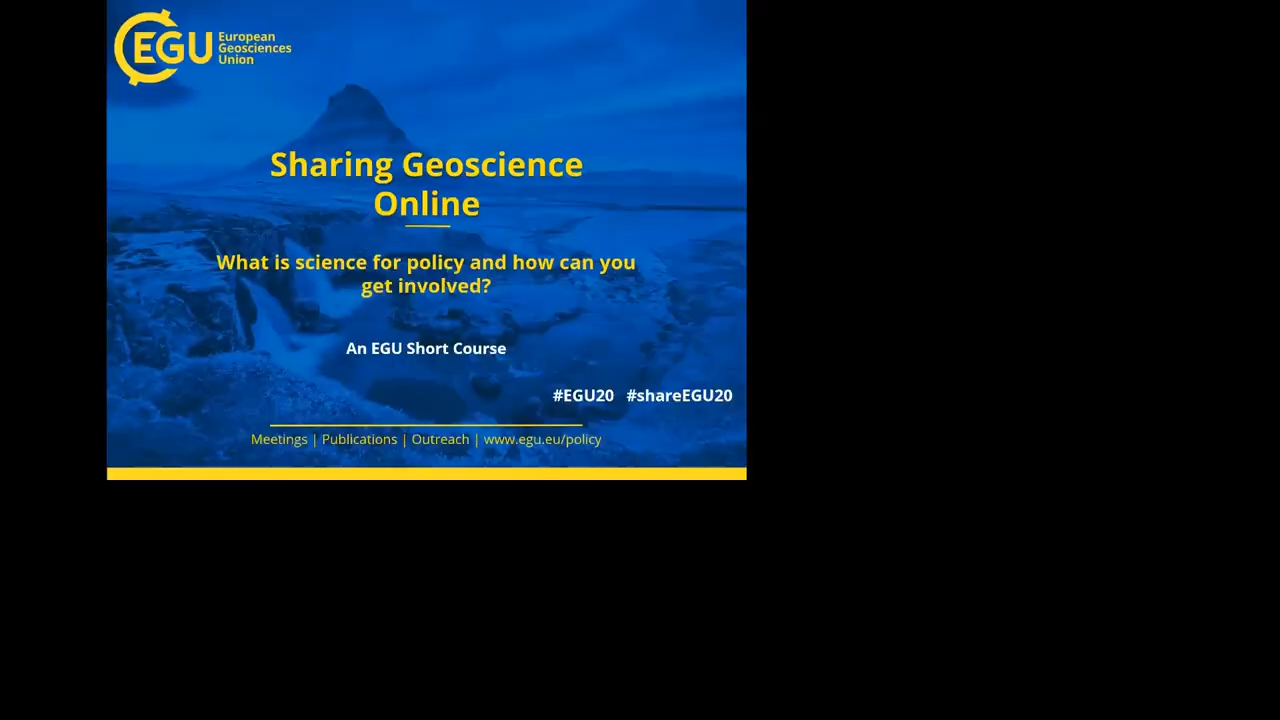 EGU
European
Geosciences
Union
Sharing Geoscience
Online
What is science for policy and how can you
get involved?
An EGU Short Course
#EGU20 #shareEGU20
Meetings | Publications | Outreach | www.egu.eu/policy